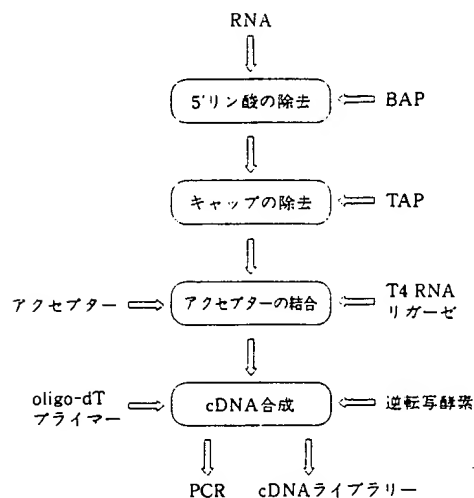 RNA
5'リン酸の除去
BAP
キャップの除去
TAP
アクセプター
アクセプターの結合
T4 RNA
リガーゼ
oligo-dT
プライマー
cDNA合成
逆転写酵素
PCR
cDNAライブラリー